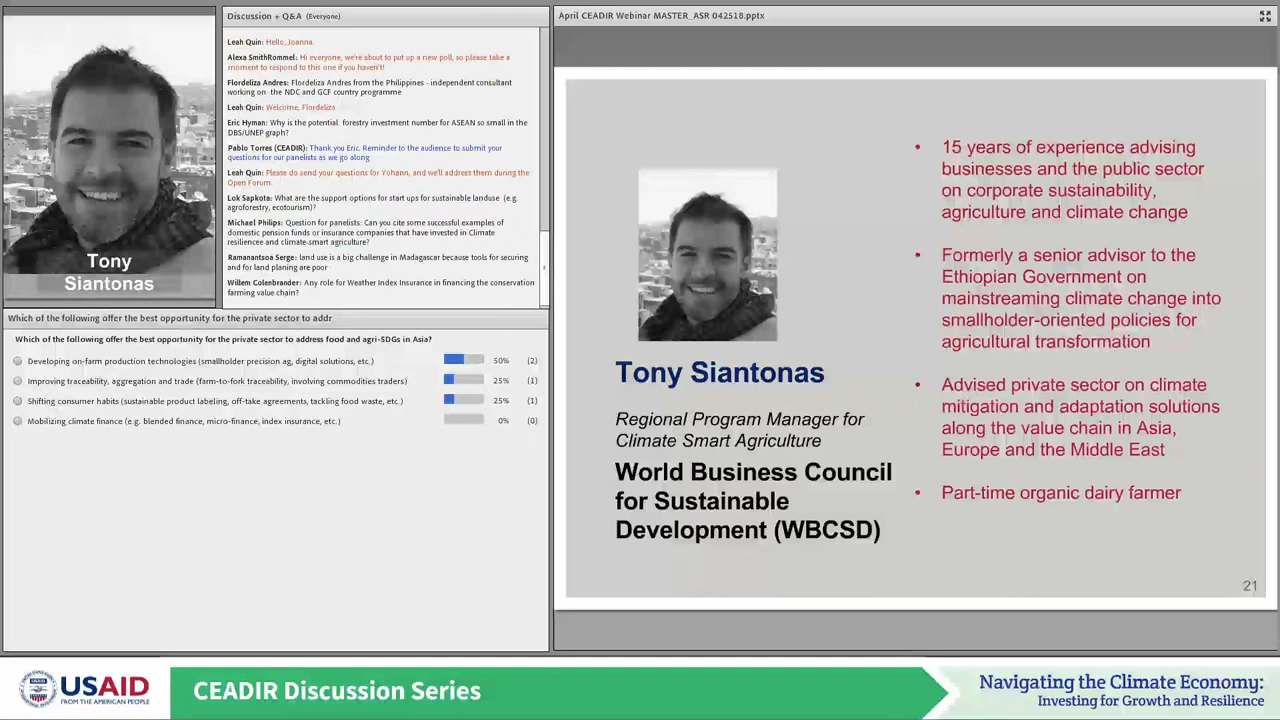 Tony
Siantonas
Discussion + Q&A (Everyone)
Leah Quin: Hello, Joanna.
Alexa SmithRommel: Hi everyone, we're about to put up a new poll, so please take a
moment to respond to this one if you haven't!
Flordeliza Andres: Flordeliza Andres from the Philippines - independent consultant
working on the NDC and GCF country programme
Leah Quin: Welcome, Flordeliza
Eric Hyman: Why is the potential forestry investment number for ASEAN so small in the
DBS/UNEP graph?
Pablo Torres (CEADIR): Thank you Eric. Reminder to the audience to submit your
questions for our panelists as we go along
Leah Quin: Please do send your questions for Yohann, and we'll address them during the
Open Forum.
Lok Sapkota: What are the support options for start ups for sustainable landuse (e.g.
agroforestry, ecotourism)?
Michael Philips: Question for panelists: Can you cite some successful examples of
domestic pension funds or insurance companies that have invested in Climate
resiliencee and climate-smart agriculture?
Ramanantsoa Serge: land use is a big challenge in Madagascar because tools for securing
and for land planing are poor
Willem Colenbrander: Any role for Weather Index Insurance in financing the conservation
farming value chain?
Which of the following offer the best opportunity for the private sector to addr
Which of the following offer the best opportunity for the private sector to address food and agri-SDGs in Asia?
Developing on-farm production technologies (smallholder precision ag, digital solutions, etc.) 50% (2)
Improving traceability, aggregation and trade (farm-to-fork traceability, involving commodities traders) 25% (1)
Shifting consumer habits (sustainable product labeling, off-take agreements, tackling food waste, etc.) 25% (1)
Mobilizing climate finance (e.g. blended finance, micro-finance, index insurance, etc.) 0% (0)
April CEADIR Webinar MASTER_ASR 042518.pptx
Tony Siantonas
Regional Program Manager for
Climate Smart Agriculture
World Business Council
for Sustainable
Development (WBCSD)
• 15 years of experience advising
businesses and the public sector
on corporate sustainability,
agriculture and climate change
• Formerly a senior advisor to the
Ethiopian Government on
mainstreaming climate change into
smallholder-oriented policies for
agricultural transformation
• Advised private sector on climate
mitigation and adaptation solutions
along the value chain in Asia,
Europe and the Middle East
• Part-time organic dairy farmer
21
USAID
FROM THE AMERICAN PEOPLE
CEADIR Discussion Series
Navigating the Climate Economy:
Investing for Growth and Resilience